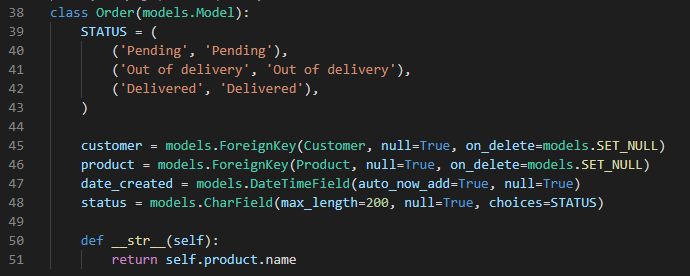 38 class Order(models.Model):
39     STATUS = (
40         ('Pending', 'Pending'),
41         ('Out of delivery', 'Out of delivery'),
42         ('Delivered', 'Delivered'),
43     )
44
45     customer = models.ForeignKey(Customer, null=True, on_delete=models.SET_NULL)
46     product = models.ForeignKey(Product, null=True, on_delete=models.SET_NULL)
47     date_created = models.DateTimeField(auto_now_add=True, null=True)
48     status = models.CharField(max_length=200, null=True, choices=STATUS)
49
50     def __str__(self):
51         return self.product.name